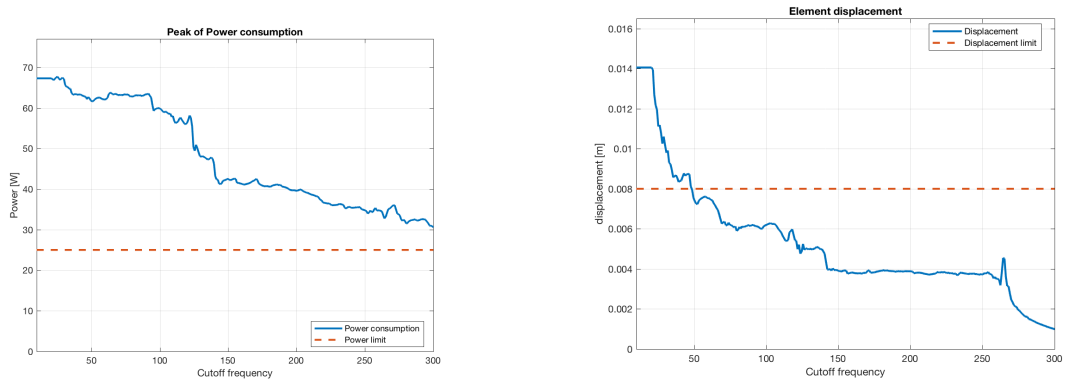 Peak of Power consumption
Power [W]
70
60
50
40
30
20
10
0
50
100
150
200
250
300
Cutoff frequency
Power consumption
Power limit
Element displacement
displacement [m]
0.016
0.014
0.012
0.01
0.008
0.006
0.004
0.002
0
50
100
150
200
250
300
Cutoff frequency
Displacement
Displacement limit